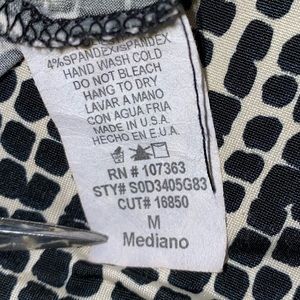 4%SPANDEX/SPANDEX
HAND WASH COLD
DO NOT BLEACH
HANG TO DRY
LAVAR A MANO
CON AGUA FRIA
MADE IN U.S.A.
HECHO EN E.U.A.
RN # 107363
STY# S0D3405G83
CUT# 16850
M
Mediano